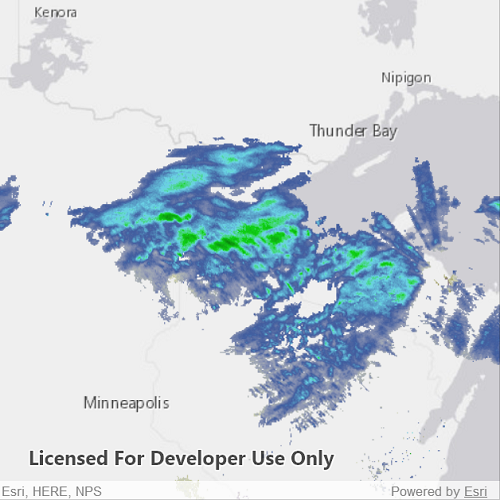 Kenora
Nipigon
Thunder Bay
Minneapolis
Licensed For Developer Use Only
Esri, HERE, NPS
Powered by Esri